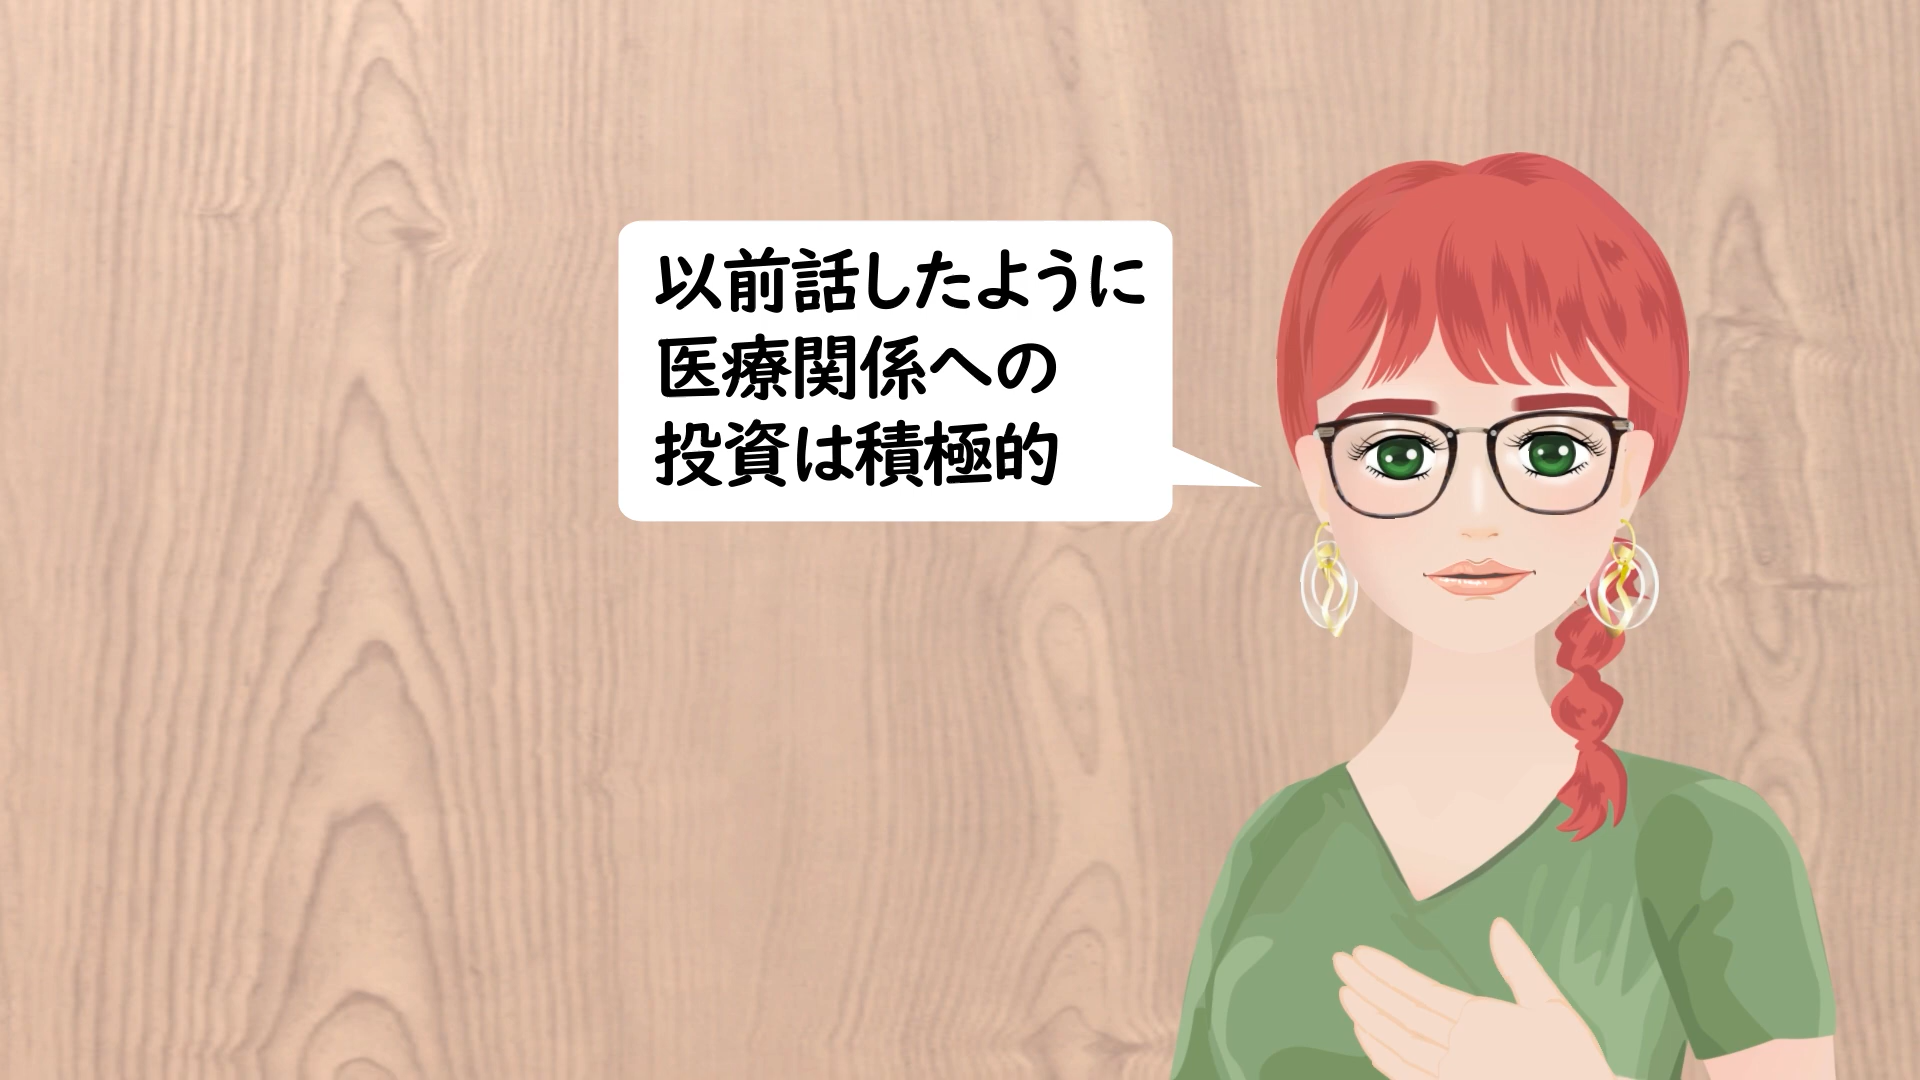 以前話したように
医療関係への
投資は積極的